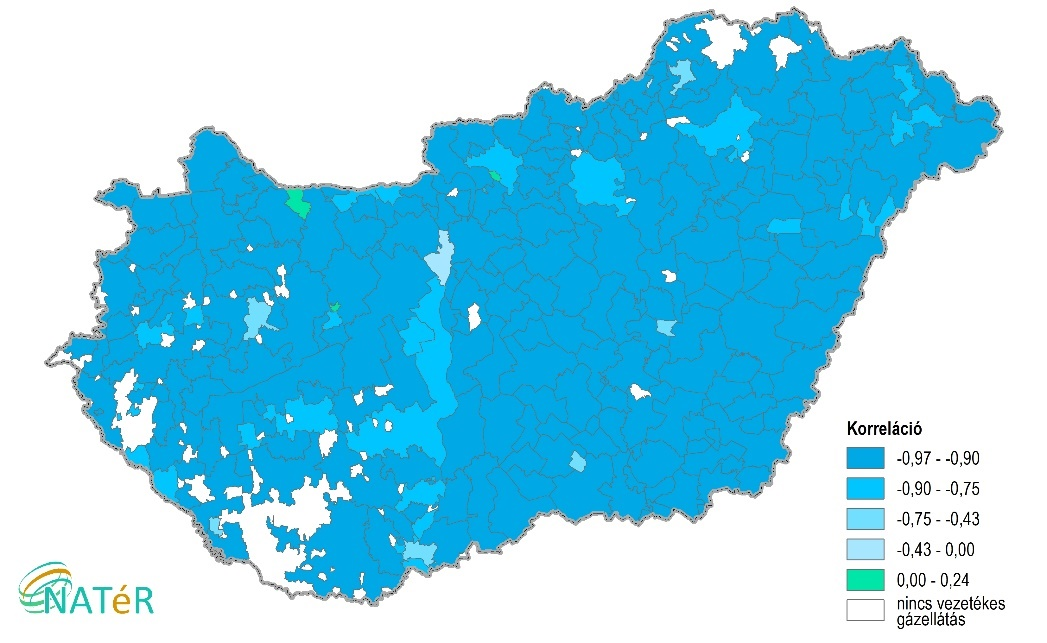 Korreláció
-0,97 - -0,90
-0,90 - -0,75
-0,75 - -0,43
-0,43 - 0,00
0,00 - 0,24
nincs vezetékes
gázellátás
NATéR